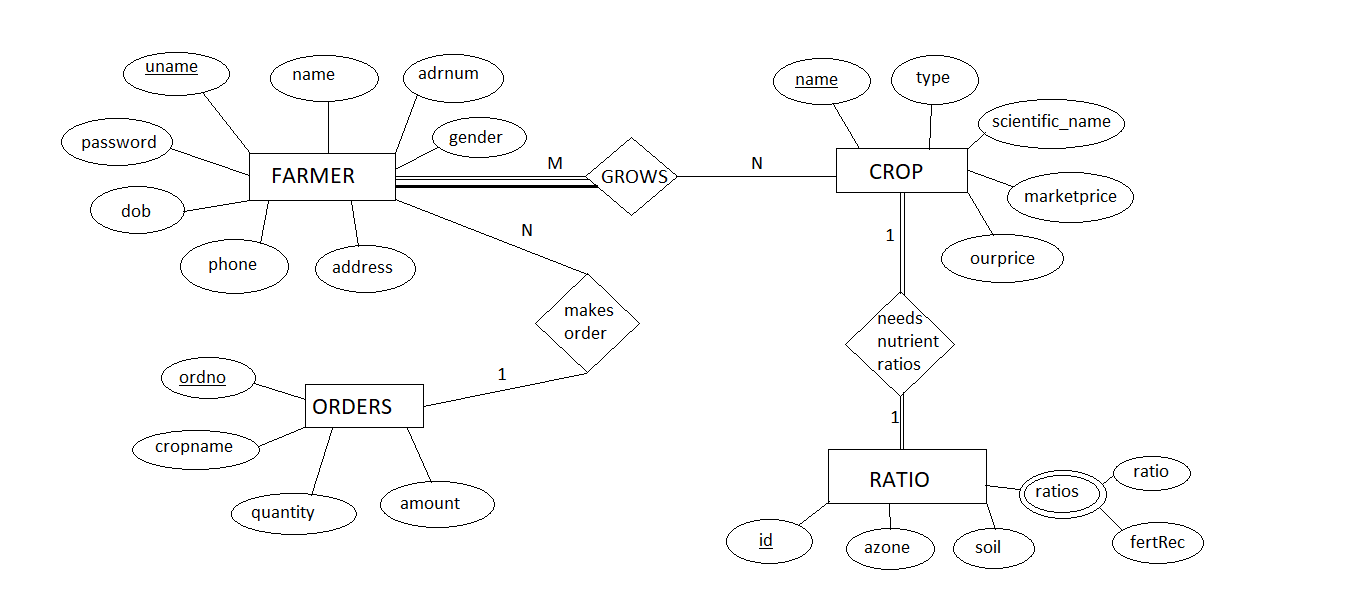 uname
name
adrnum
name
type
scientific_name
password
gender
FARMER
M
GROWS
N
CROP
marketprice
dob
N
1
ourprice
phone
address
makes
order
needs
nutrient
ratios
ordno
1
ORDERS
1
cropname
quantity
amount
RATIO
ratios
ratio
id
azone
soil
fertRec